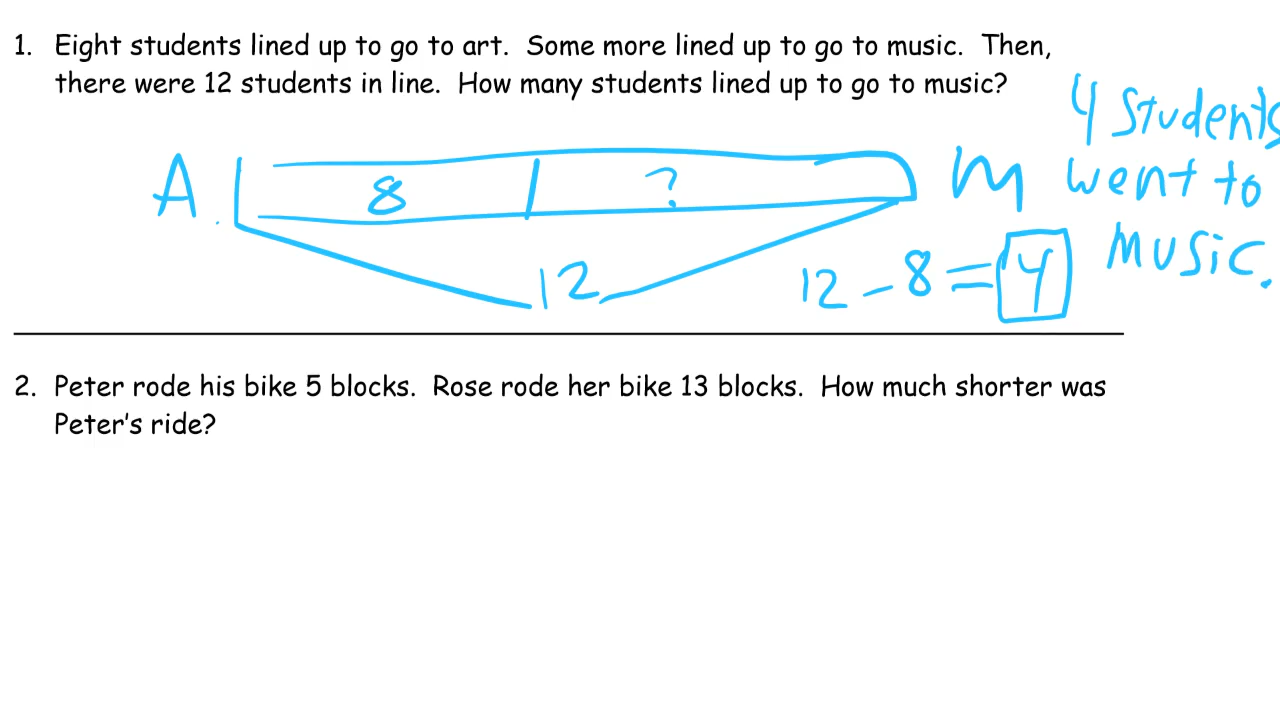 1. Eight students lined up to go to art. Some more lined up to go to music. Then,
there were 12 students in line. How many students lined up to go to music?
4 students
went to
music.
A. 8 ? m
12
12 - 8 = 4
2. Peter rode his bike 5 blocks. Rose rode her bike 13 blocks. How much shorter was
Peter's ride?